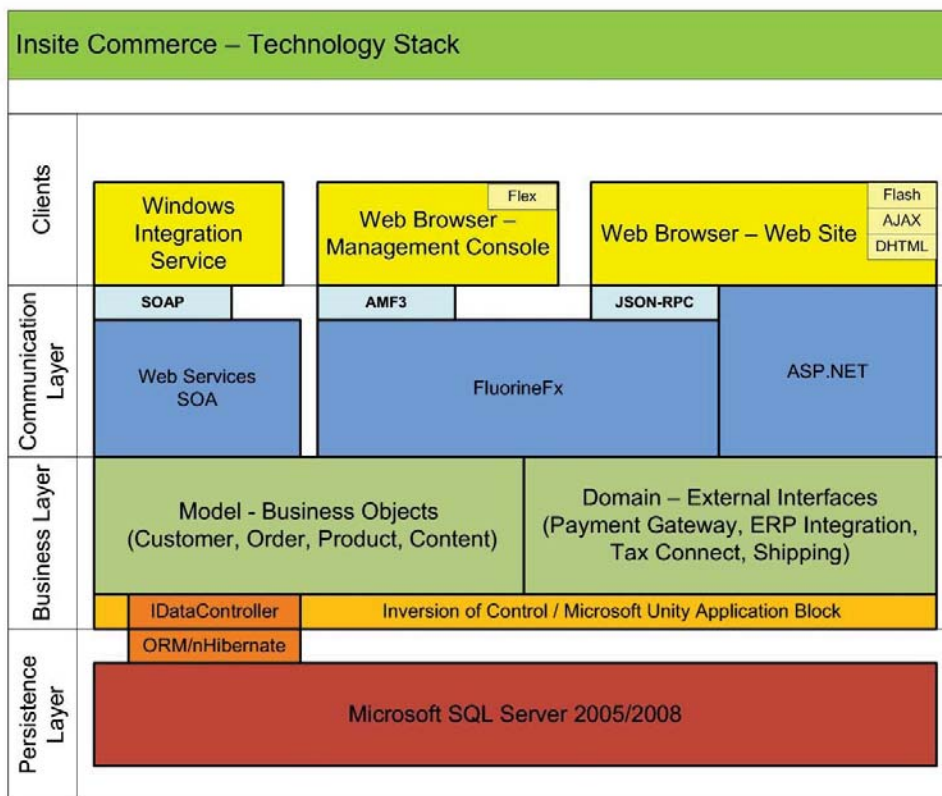 Insite Commerce – Technology Stack
Clients
Windows
Integration
Service
Flex
Web Browser –
Management Console
Web Browser – Web Site
Flash
AJAX
DHTML
Communication
Layer
SOAP
AMF3
JSON-RPC
Web Services
SOA
FluorineFx
ASP.NET
Business Layer
Model - Business Objects
(Customer, Order, Product, Content)
Domain – External Interfaces
(Payment Gateway, ERP Integration,
Tax Connect, Shipping)
IDataController
Inversion of Control / Microsoft Unity Application Block
Persistence
Layer
ORM/nHibernate
Microsoft SQL Server 2005/2008